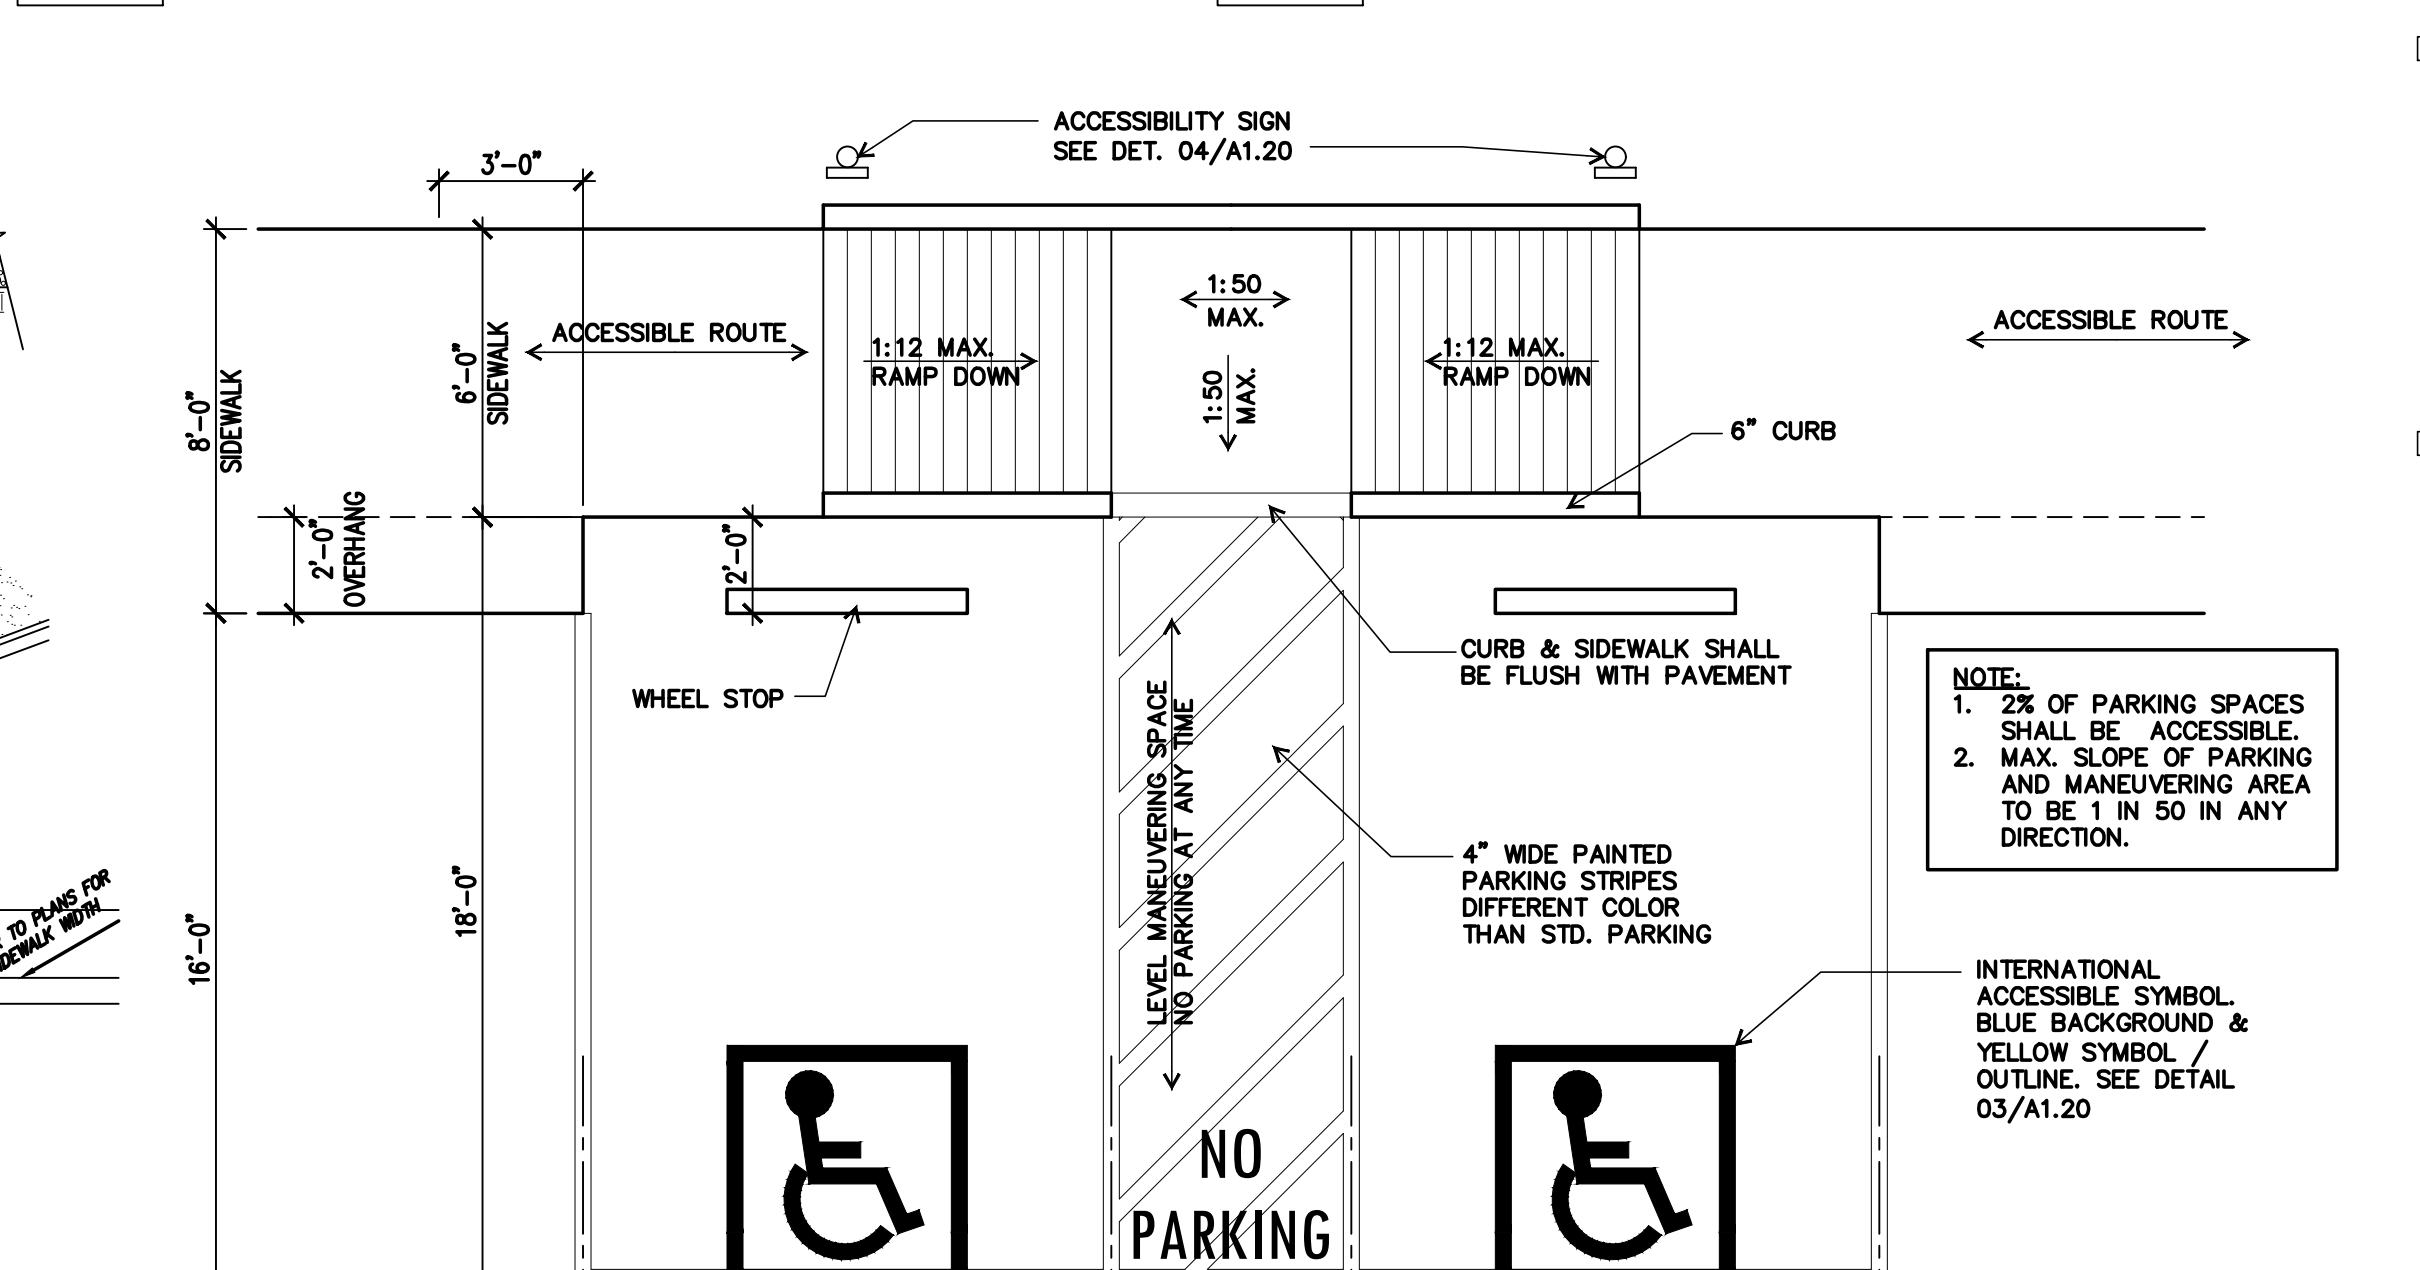 ACCESSIBILITY SIGN
SEE DET. 04/A1.20
3'-0"
1:50
MAX.
1:50
MAX.
ACCESSIBLE ROUTE
ACCESSIBLE ROUTE
1:12 MAX.
RAMP DOWN
1:12 MAX.
RAMP DOWN
6'-0"
SIDEWALK
8'-0"
SIDEWALK
6" CURB
2'-0"
OVERHANG
2'-0"
WHEEL STOP
CURB & SIDEWALK SHALL
BE FLUSH WITH PAVEMENT
NOTE:
1. 2% OF PARKING SPACES
SHALL BE ACCESSIBLE.
2. MAX. SLOPE OF PARKING
AND MANEUVERING AREA
TO BE 1 IN 50 IN ANY
DIRECTION.
LEVEL MANEUVERING SPACE
NO PARKING AT ANY TIME
4" WIDE PAINTED
PARKING STRIPES
DIFFERENT COLOR
THAN STD. PARKING
TO PLANS FOR
WIDTH
16'-0"
18'-0"
INTERNATIONAL
ACCESSIBLE SYMBOL.
BLUE BACKGROUND &
YELLOW SYMBOL /
OUTLINE. SEE DETAIL
03/A1.20
NO
PARKING